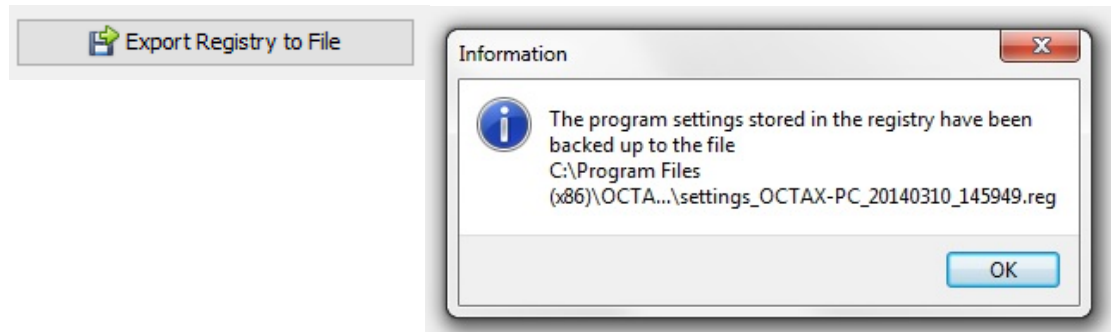 Export Registry to File
Information
The program settings stored in the registry have been
backed up to the file
C:\Program Files
(x86)\OCTA...\settings_OCTAX-PC_20140310_145949.reg
OK